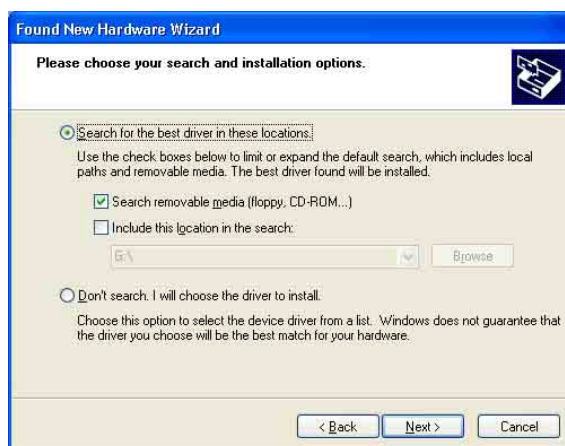 Found New Hardware Wizard
Please choose your search and installation options.
Search for the best driver in these locations.
Use the check boxes below to limit or expand the default search, which includes local
paths and removable media. The best driver found will be installed.
Search removable media (floppy, CD-ROM...)
Include this location in the search:
G:\
Browse
Don't search. I will choose the driver to install.
Choose this option to select the device driver from a list. Windows does not guarantee that
the driver you choose will be the best match for your hardware.
< Back
Next >
Cancel